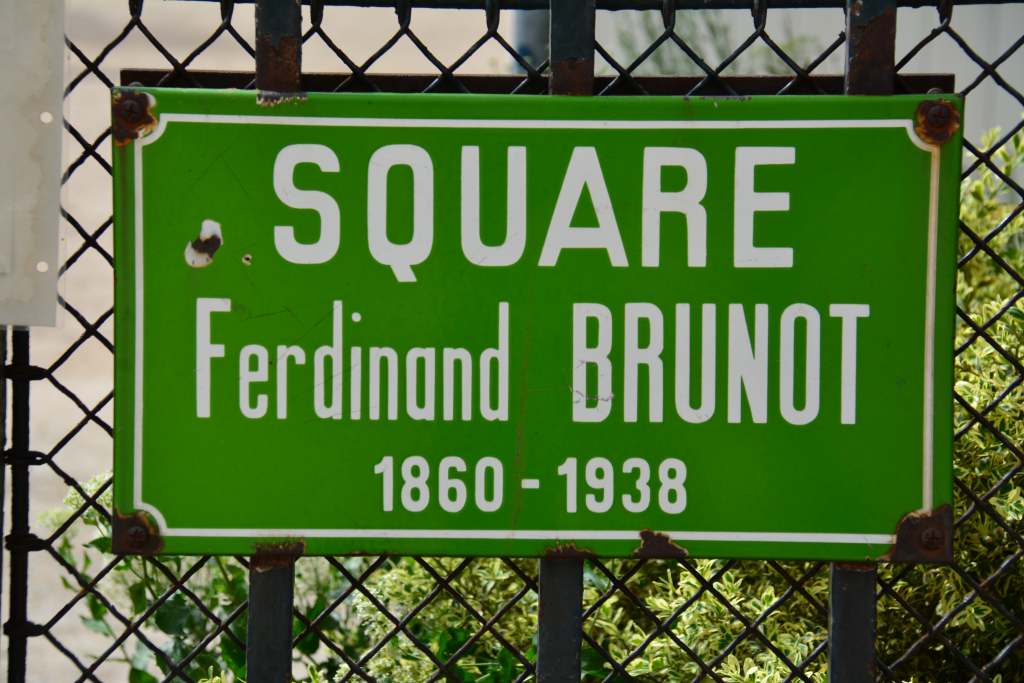 SQUARE
Ferdinand BRUNOT
1860-1938